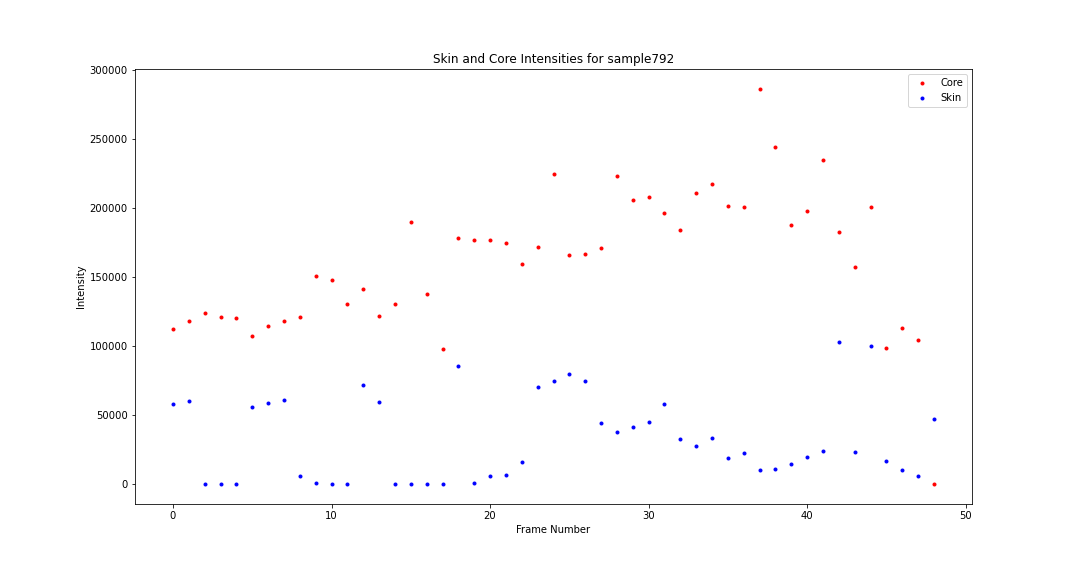 Skin and Core Intensities for sample792
300000
250000
200000
150000
100000
50000
0
Intensity
Core
Skin
0 10 20 30 40 50
Frame Number